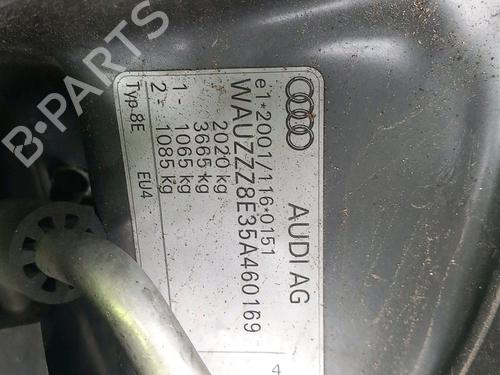 AUDI AG
e1*2001/116*0151
WAUZZZ8E35A460169
2020 kg
3665 kg
1- 1065 kg
2- 1085 kg
Typ 8E EU4
4
B-PARTS